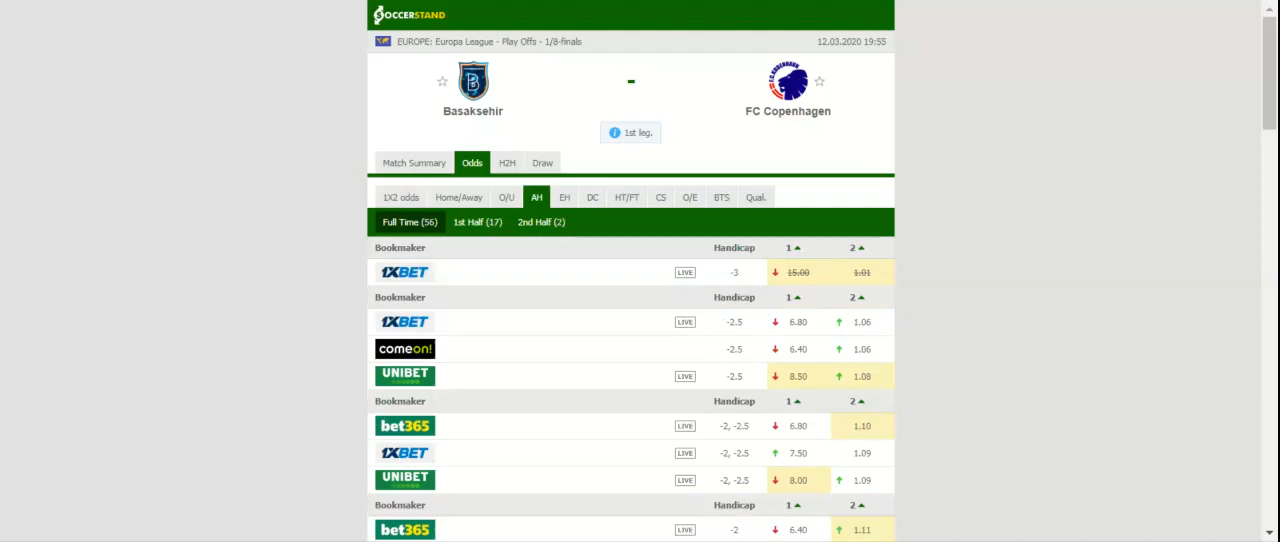 SOCCERSTAND
EUROPE: Europa League - Play Offs - 1/8-finals 12.03.2020 19:55
-
Basaksehir FC Copenhagen
1st leg.
Match Summary Odds H2H Draw
1X2 odds Home/Away O/U AH EH DC HT/FT CS O/E BTS Qual.
Full Time (56) 1st Half (17) 2nd Half (2)
Bookmaker Handicap 1 2
1XBET LIVE -3 15.00 1.01
Bookmaker Handicap 1 2
1XBET LIVE -2.5 6.80 1.06
comeon! -2.5 6.40 1.06
UNIBET LIVE -2.5 8.50 1.08
Bookmaker Handicap 1 2
bet365 LIVE -2, -2.5 6.80 1.10
1XBET LIVE -2, -2.5 7.50 1.09
UNIBET LIVE -2, -2.5 8.00 1.09
Bookmaker Handicap 1 2
bet365 LIVE -2 6.40 1.11